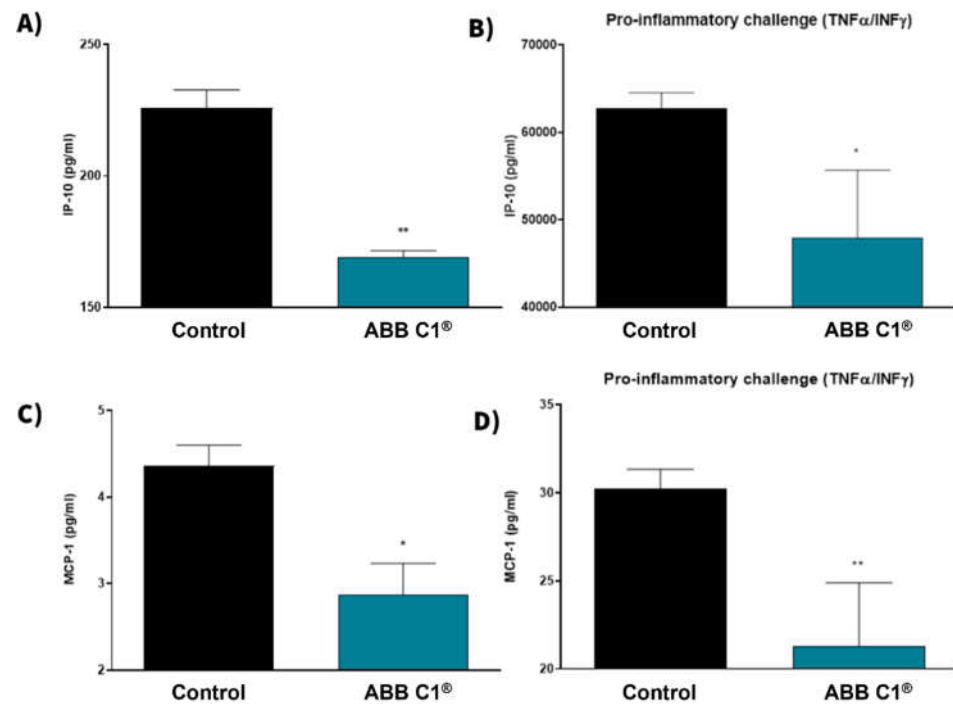 A)
250
200
150
IP-10 (pg/ml)
**
Control
ABB C1®
B)
Pro-inflammatory challenge (TNFα/INFγ)
70000
60000
50000
40000
IP-10 (pg/ml)
*
Control
ABB C1®
C)
5
4
3
2
MCP-1 (pg/ml)
*
Control
ABB C1®
D)
Pro-inflammatory challenge (TNFα/INFγ)
35
30
25
20
MCP-1 (pg/ml)
**
Control
ABB C1®